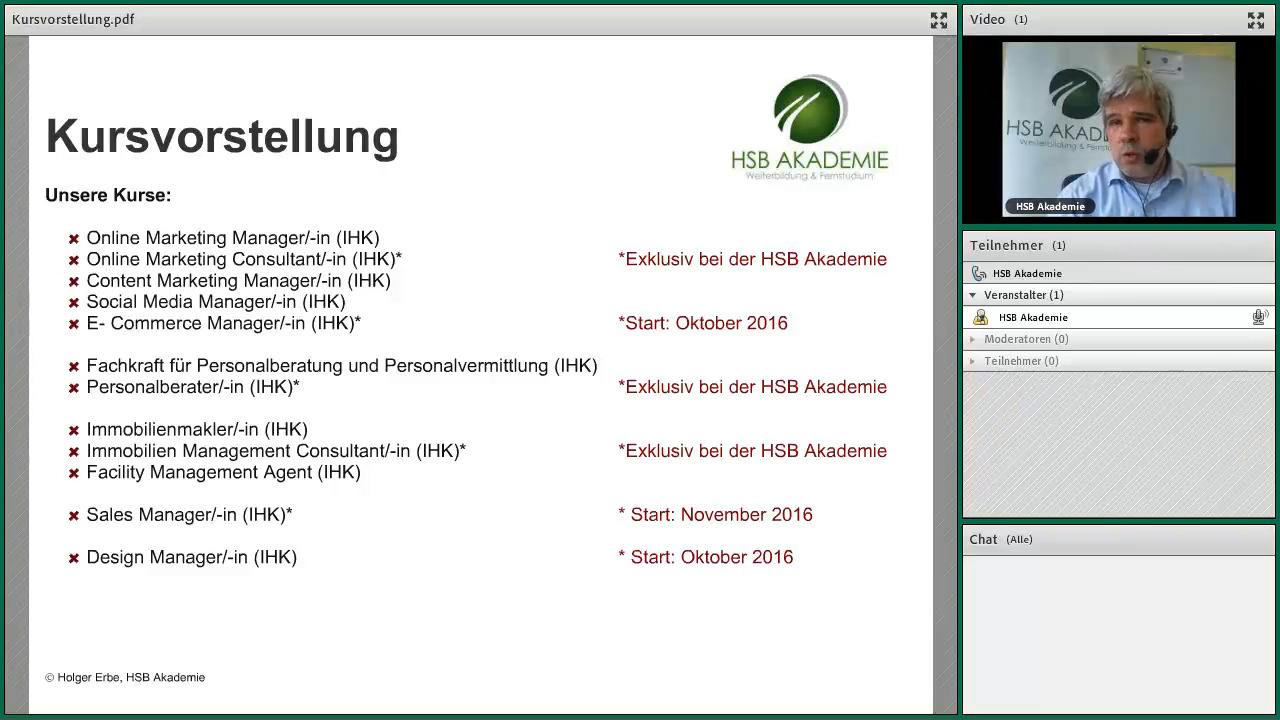 Kursvorstellung.pdf
Kursvorstellung
HSB AKADEMIE
Weiterbildung & Fernstudium
Unsere Kurse:
Online Marketing Manager/-in (IHK)
Online Marketing Consultant/-in (IHK)* *Exklusiv bei der HSB Akademie
Content Marketing Manager/-in (IHK)
Social Media Manager/-in (IHK)
E- Commerce Manager/-in (IHK)* *Start: Oktober 2016
Fachkraft für Personalberatung und Personalvermittlung (IHK)
Personalberater/-in (IHK)* *Exklusiv bei der HSB Akademie
Immobilienmakler/-in (IHK)
Immobilien Management Consultant/-in (IHK)* *Exklusiv bei der HSB Akademie
Facility Management Agent (IHK)
Sales Manager/-in (IHK)* * Start: November 2016
Design Manager/-in (IHK) * Start: Oktober 2016
© Holger Erbe, HSB Akademie
Video (1)
HSB AKAD
Weiterbildung & Fernstudium
HSB Akademie
Teilnehmer (1)
HSB Akademie
Veranstalter (1)
HSB Akademie
Moderatoren (0)
Teilnehmer (0)
Chat (Alle)